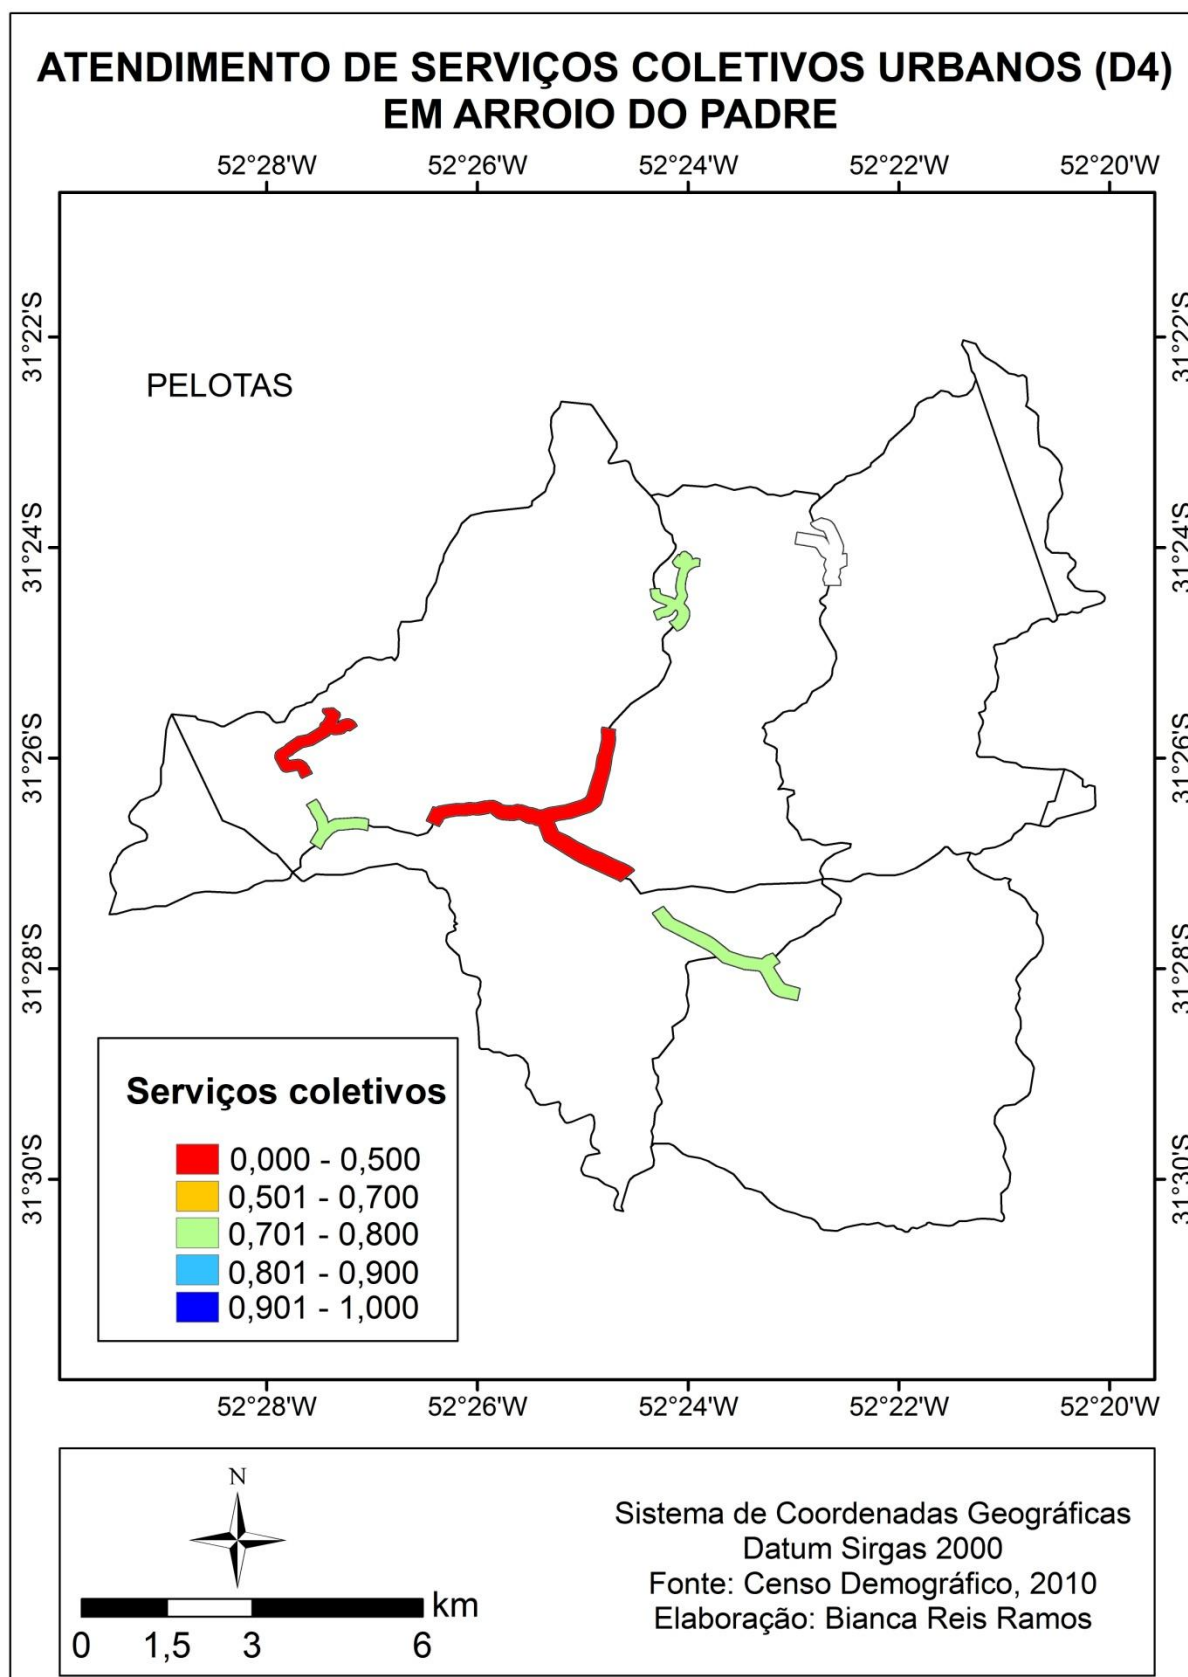 ATENDIMENTO DE SERVIÇOS COLETIVOS URBANOS (D4)
EM ARROIO DO PADRE
52°28'W 52°26'W 52°24'W 52°22'W 52°20'W
31°22'S 31°22'S
PELOTAS
31°24'S 31°24'S
31°26'S 31°26'S
31°28'S 31°28'S
31°30'S 31°30'S
Serviços coletivos
0,000 - 0,500
0,501 - 0,700
0,701 - 0,800
0,801 - 0,900
0,901 - 1,000
52°28'W 52°26'W 52°24'W 52°22'W 52°20'W
N
km
0 1,5 3 6
Sistema de Coordenadas Geográficas
Datum Sirgas 2000
Fonte: Censo Demográfico, 2010
Elaboração: Bianca Reis Ramos